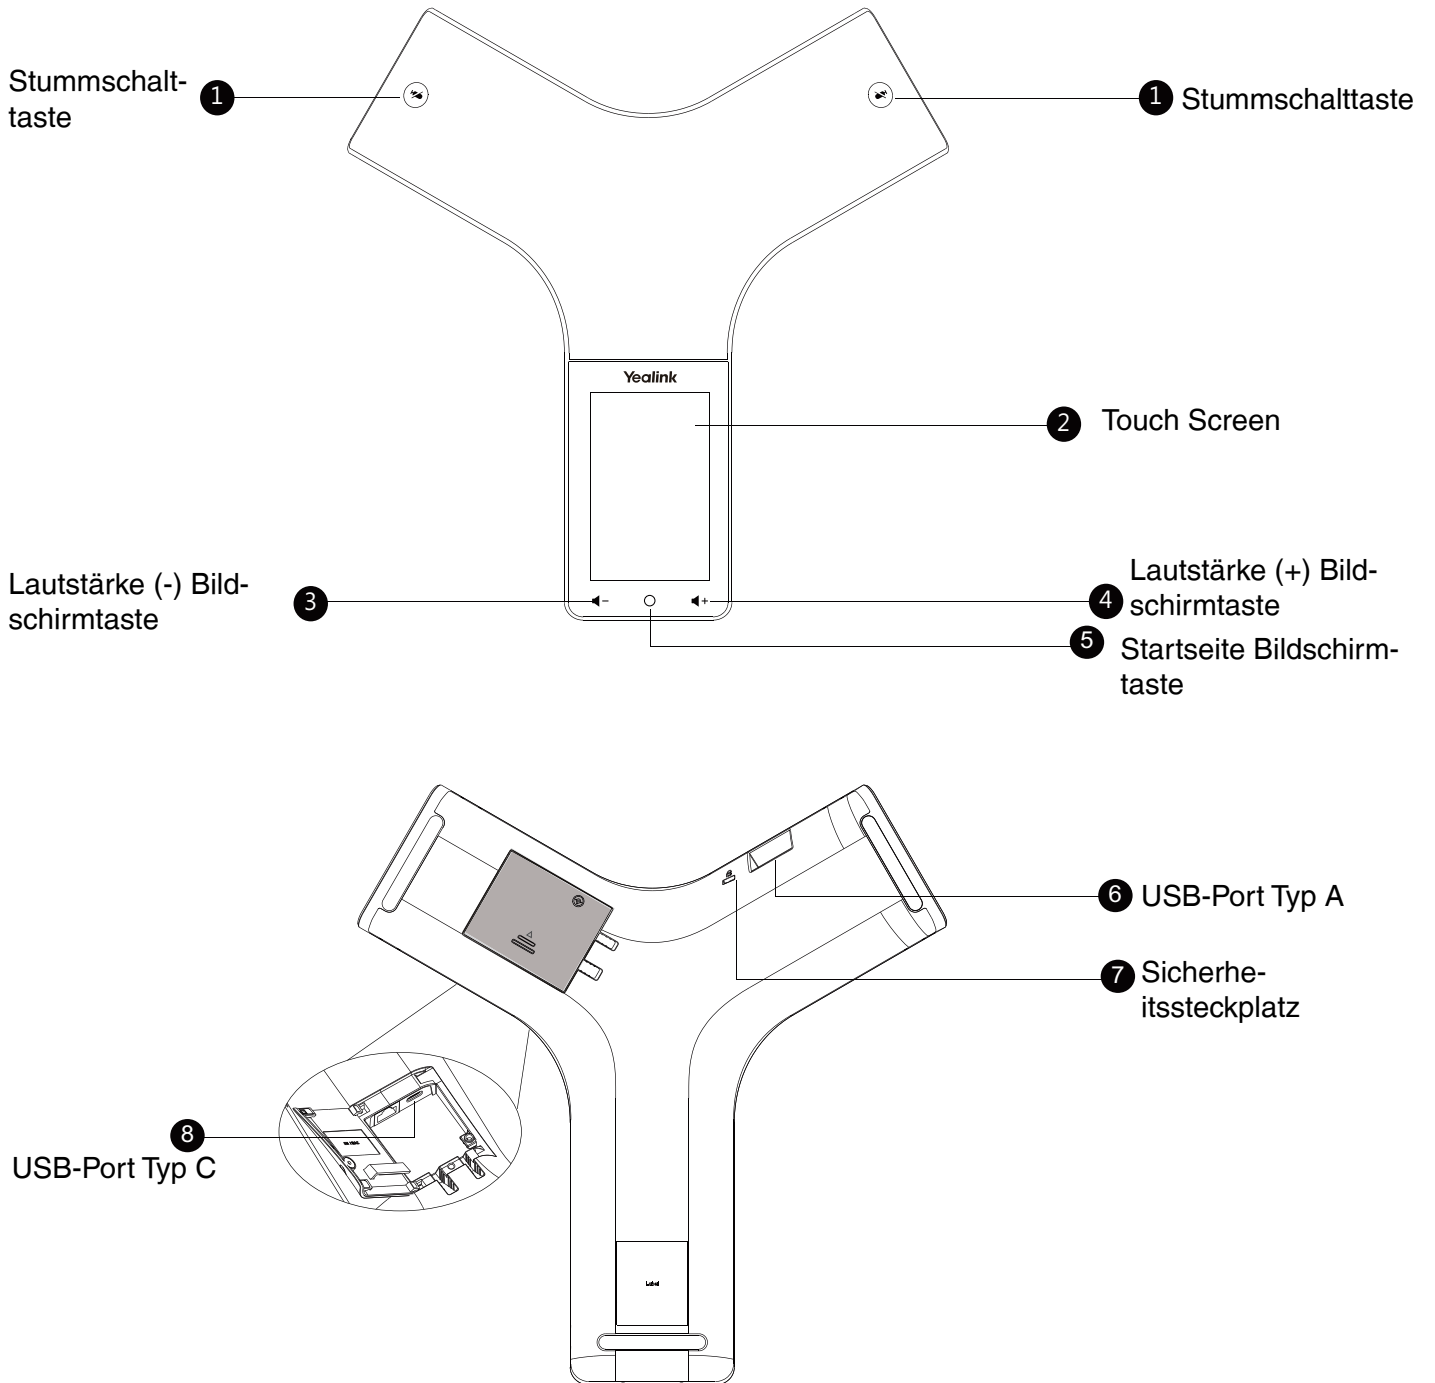 Stummschalt-
taste
1
1
Stummschalttaste
Yealink
2
Touch Screen
Lautstärke (-) Bild-
schirmtaste
3
4
Lautstärke (+) Bild-
schirmtaste
5
Startseite Bildschirm-
taste
6
USB-Port Typ A
7
Sicherhe-
itssteckplatz
8
USB-Port Typ C
Label